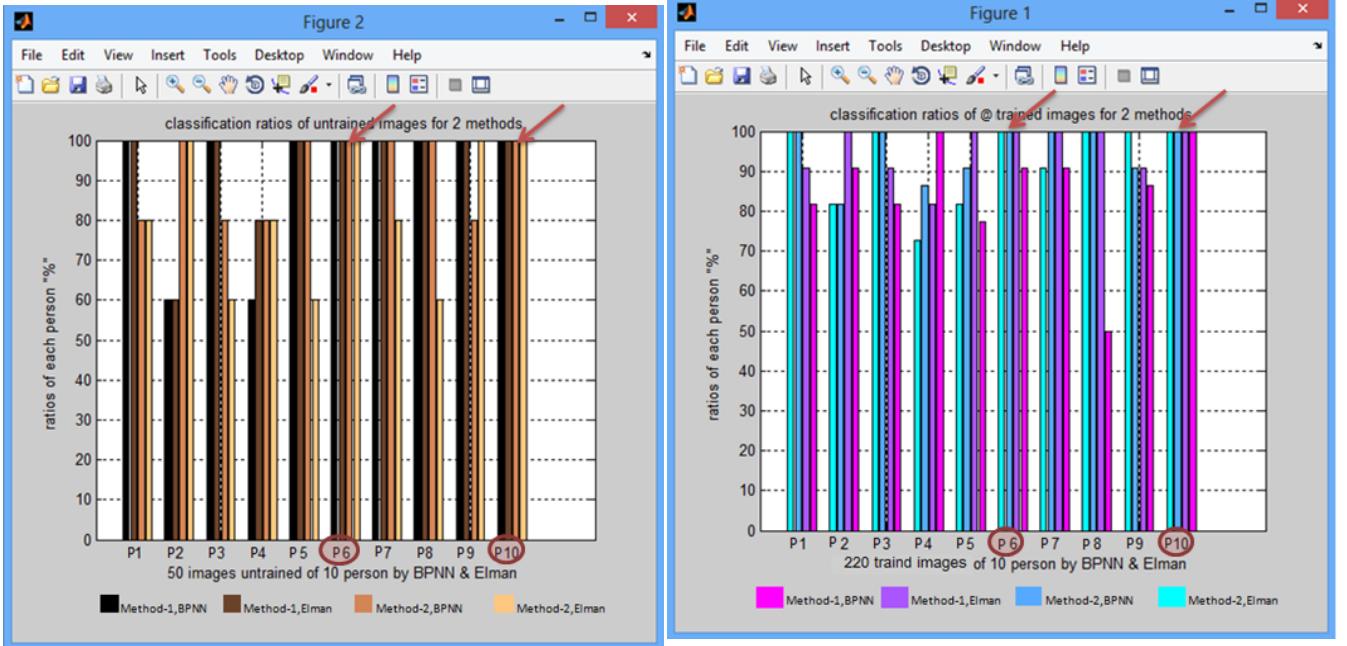 Figure 2
File Edit View Insert Tools Desktop Window Help
classification ratios of untrained images for 2 methods
100
90
80
70
60
50
40
30
20
10
0
ratios of each person "%"
P1 P2 P3 P4 P5 P6 P7 P8 P9 P10
50 images untrained of 10 person by BPNN & Elman
Method-1,BPNN Method-1,Elman Method-2,BPNN Method-2,Elman
Figure 1
File Edit View Insert Tools Desktop Window Help
classification ratios of @ trained images for 2 methods
100
90
80
70
60
50
40
30
20
10
0
ratios of each person "%"
P1 P2 P3 P4 P5 P6 P7 P8 P9 P10
220 traind images of 10 person by BPNN & Elman
Method-1,BPNN Method-1,Elman Method-2,BPNN Method-2,Elman